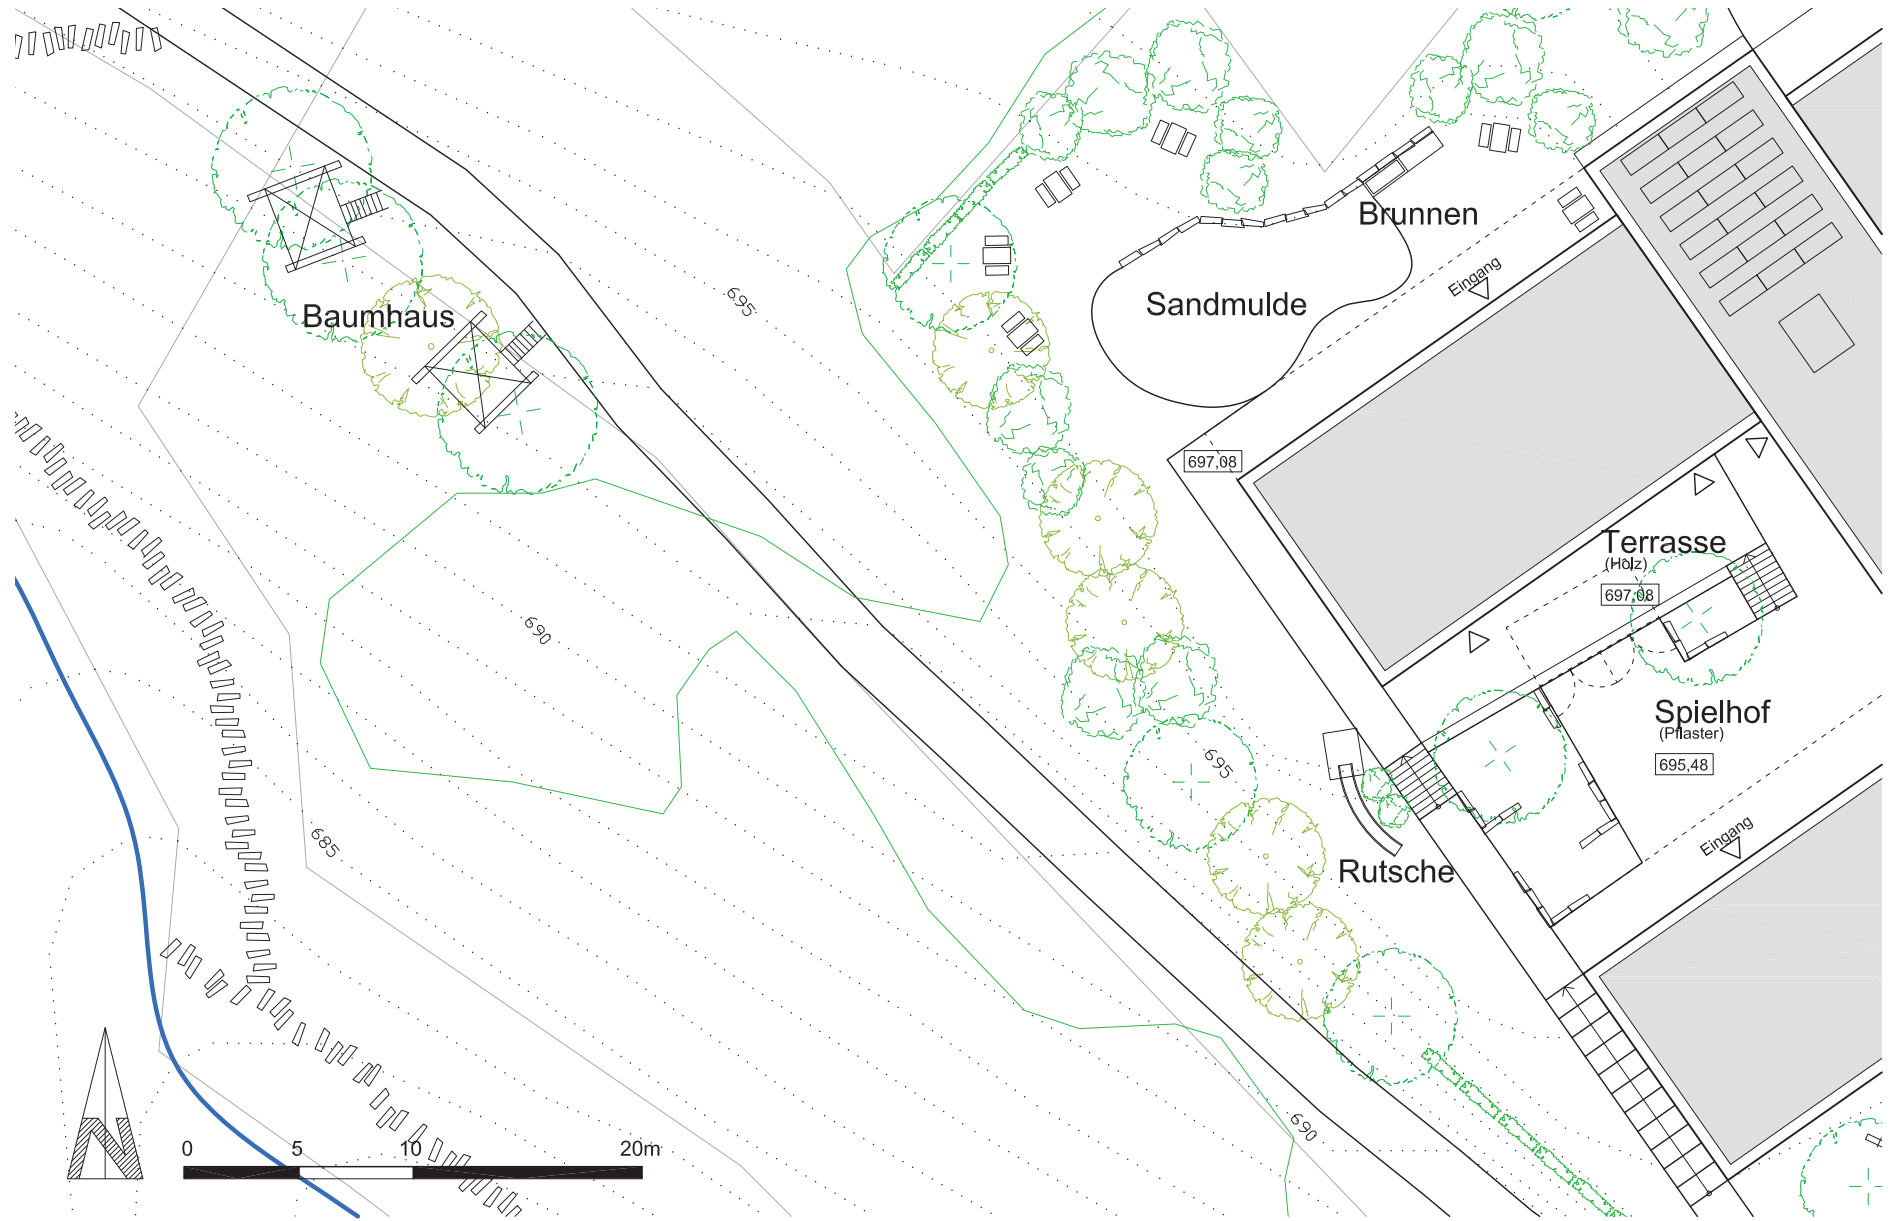 Brunnen
Eingang
695
Sandmulde
Baumhaus
697,08
Terrasse
(Holz)
697,08
690
Spielhof
(Pflaster)
695
695,48
685
Eingang
Rutsche
690
N
0 5 10 20m